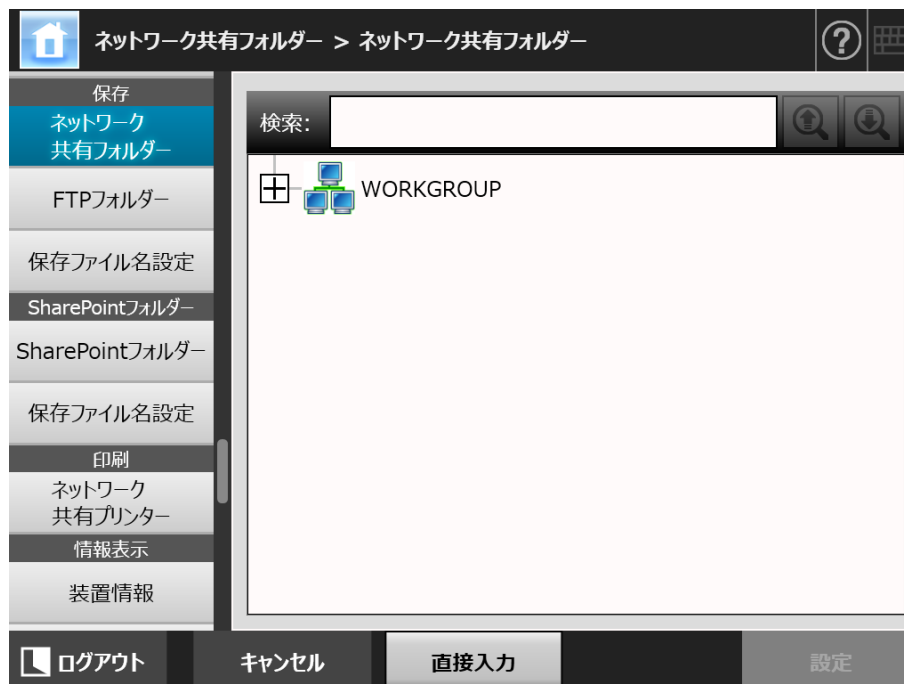 ネットワーク共有フォルダー > ネットワーク共有フォルダー
?
保存
ネットワーク
共有フォルダー
FTPフォルダー
保存ファイル名設定
SharePointフォルダー
SharePointフォルダー
保存ファイル名設定
印刷
ネットワーク
共有プリンター
情報表示
装置情報
検索:
WORKGROUP
ログアウト
キャンセル
直接入力
設定